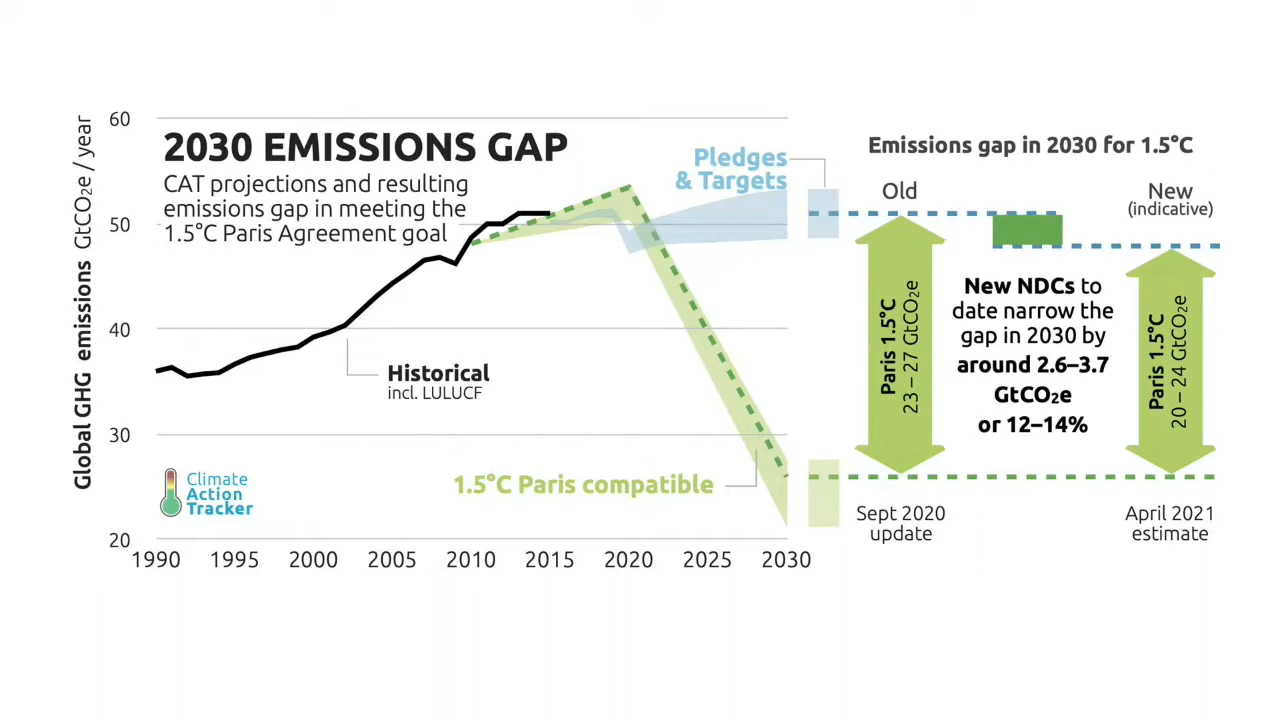 60
50
40
30
20
Global GHG emissions GtCO2e / year
2030 EMISSIONS GAP
CAT projections and resulting
emissions gap in meeting the
1.5°C Paris Agreement goal
Pledges
& Targets
Historical
incl. LULUCF
1.5°C Paris compatible
Climate
Action
Tracker
1990 1995 2000 2005 2010 2015 2020 2025 2030
Emissions gap in 2030 for 1.5°C
Old
New
(indicative)
Paris 1.5°C
23 – 27 GtCO2e
New NDCs to
date narrow the
gap in 2030 by
around 2.6–3.7
GtCO2e
or 12–14%
Paris 1.5°C
20 – 24 GtCO2e
Sept 2020
update
April 2021
estimate